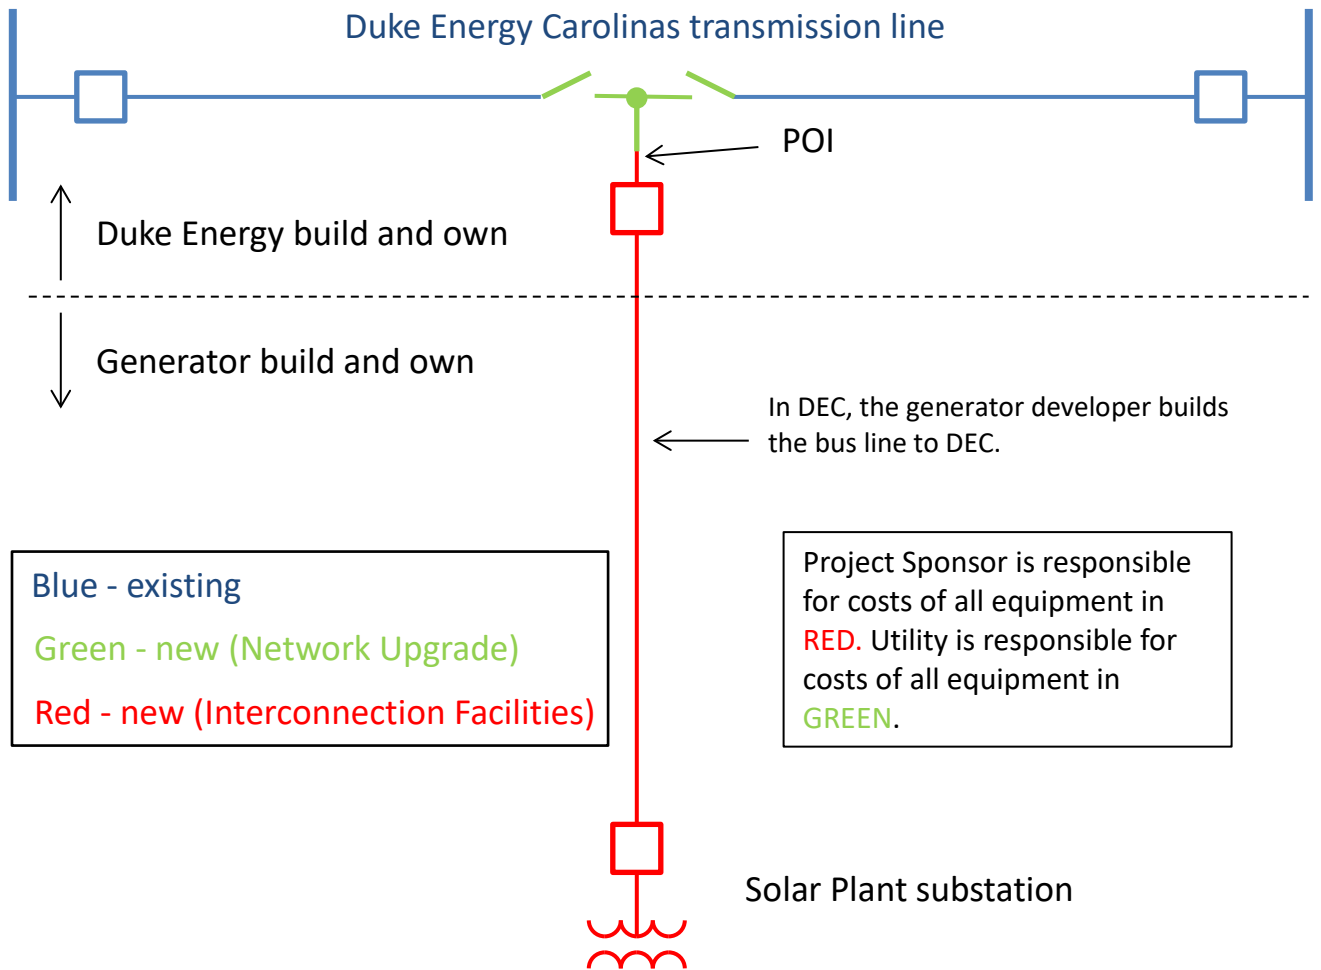 Duke Energy Carolinas transmission line
POI
Duke Energy build and own
Generator build and own
In DEC, the generator developer builds
the bus line to DEC.
Blue - existing
Green - new (Network Upgrade)
Red - new (Interconnection Facilities)
Project Sponsor is responsible
for costs of all equipment in
RED. Utility is responsible for
costs of all equipment in
GREEN.
Solar Plant substation